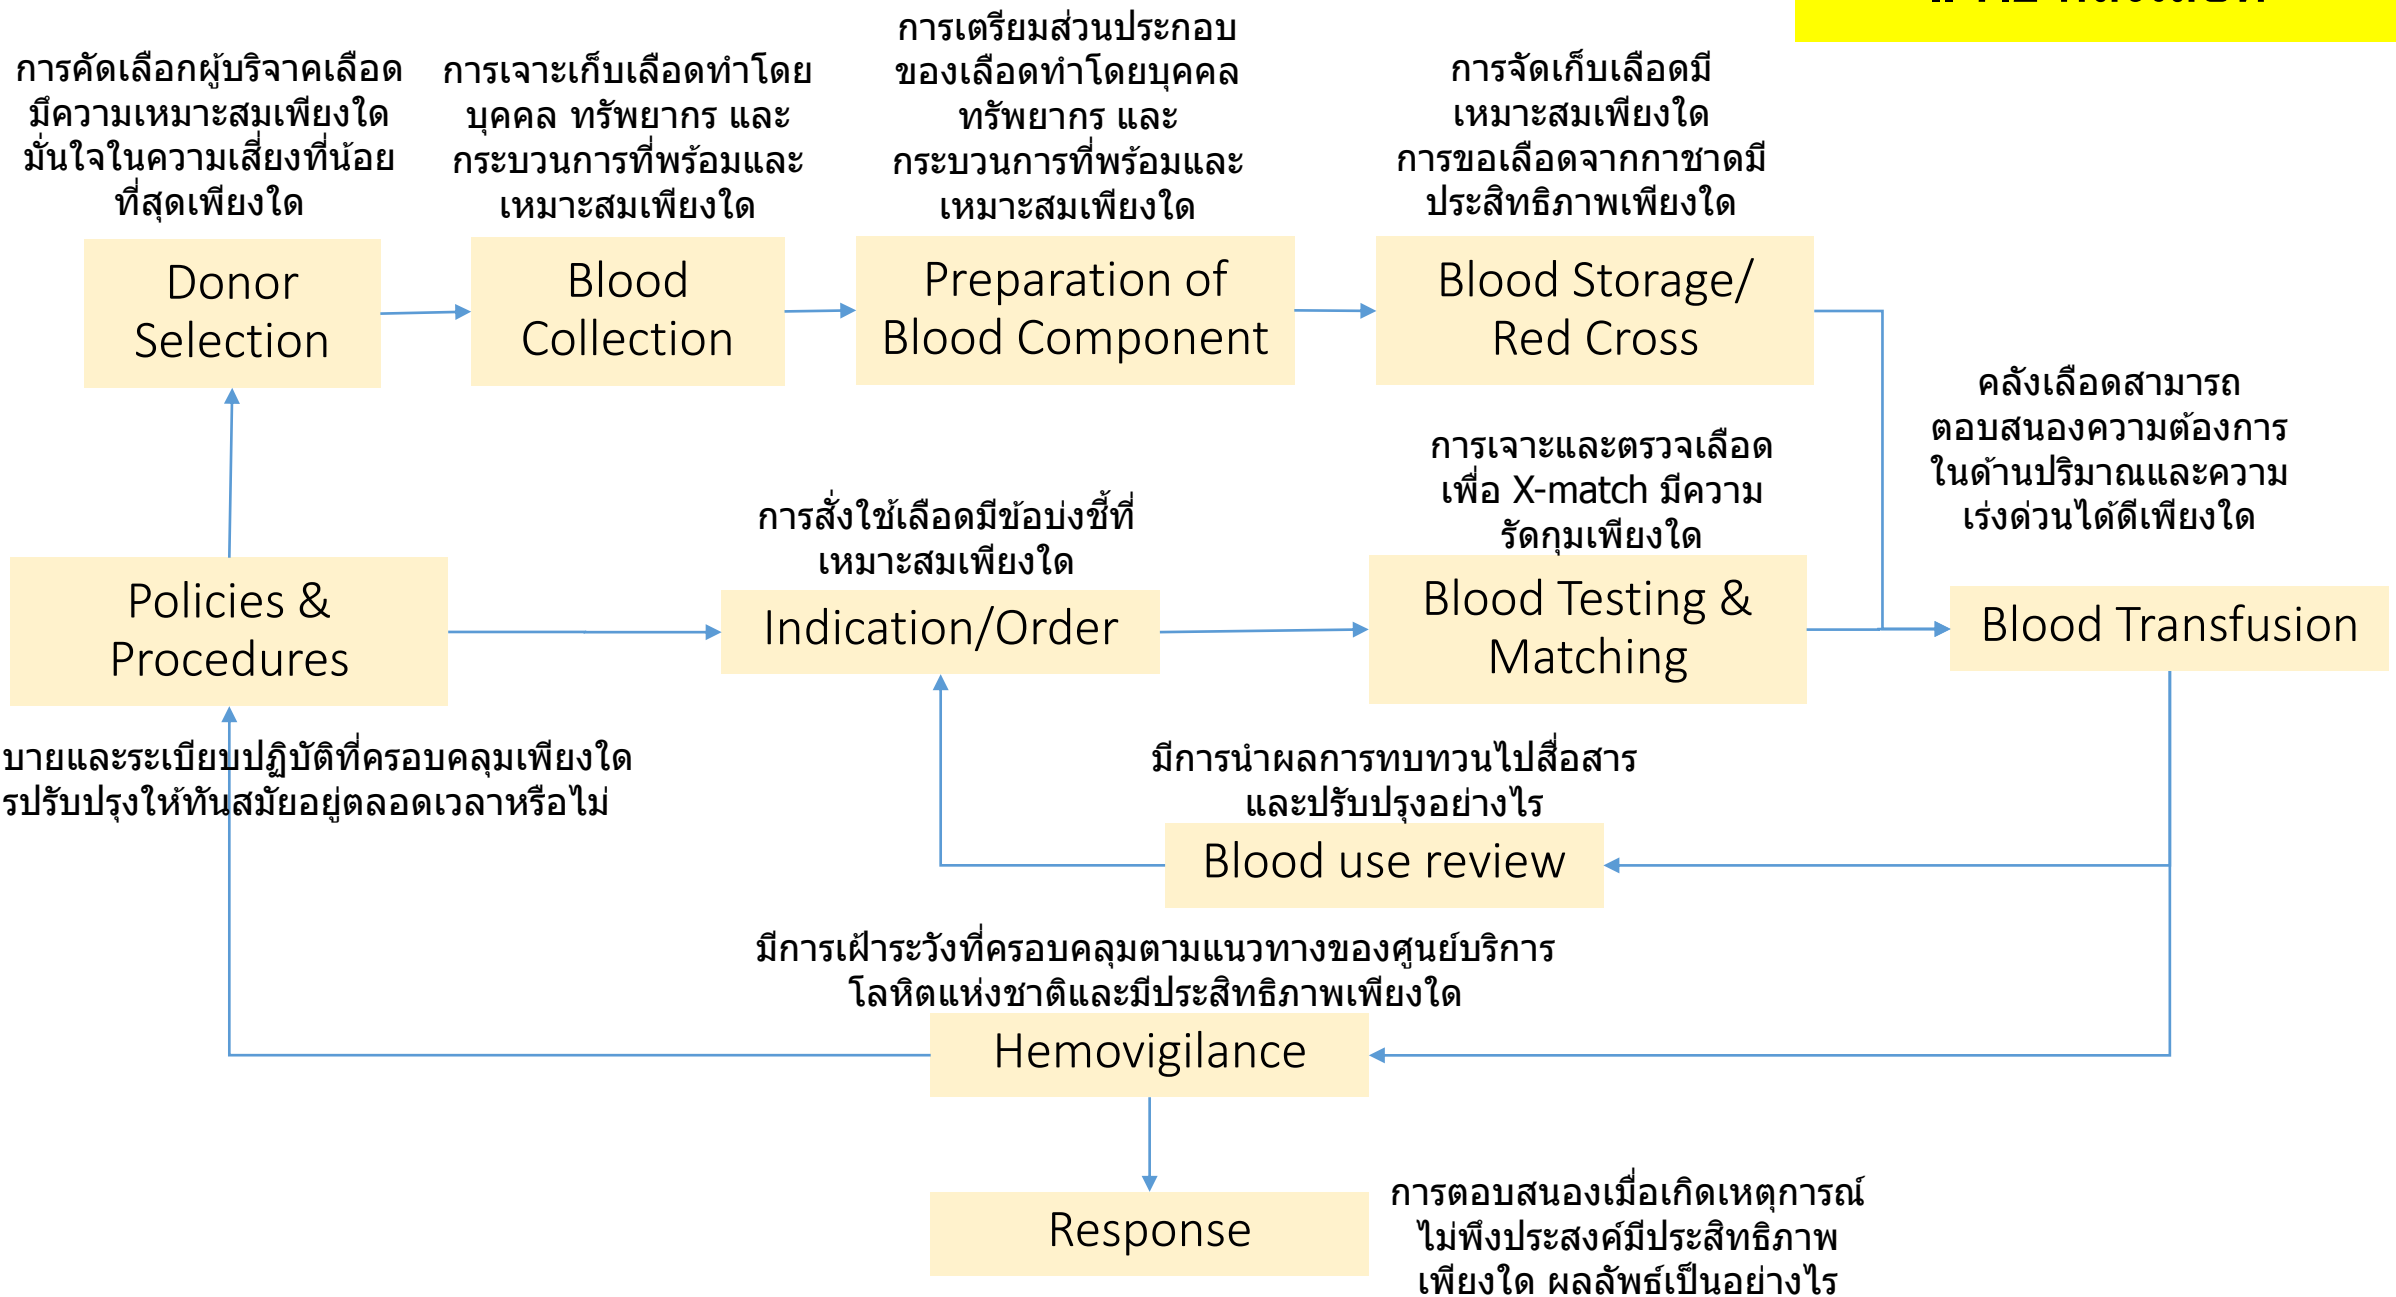 การคัดเลือกผู้บริจาคเลือด
มีความเหมาะสมเพียงใด
มั่นใจในความเสี่ยงที่น้อย
ที่สุดเพียงใด
Donor
Selection
การเจาะเก็บเลือดทำโดย
บุคคล ทรัพยากร และ
กระบวนการที่พร้อมและ
เหมาะสมเพียงใด
Blood
Collection
การเตรียมส่วนประกอบ
ของเลือดทำโดยบุคคล
ทรัพยากร และ
กระบวนการที่พร้อมและ
เหมาะสมเพียงใด
Preparation of
Blood Component
การจัดเก็บเลือดมี
เหมาะสมเพียงใด
การขอเลือดจากกาชาดมี
ประสิทธิภาพเพียงใด
Blood Storage/
Red Cross
คลังเลือดสามารถ
ตอบสนองความต้องการ
ในด้านปริมาณและความ
เร่งด่วนได้ดีเพียงใด
Blood Transfusion
Policies &
Procedures
บายและระเบียบปฏิบัติที่ครอบคลุมเพียงใด
รปรับปรุงให้ทันสมัยอยู่ตลอดเวลาหรือไม่
การสั่งใช้เลือดมีข้อบ่งชี้ที่
เหมาะสมเพียงใด
Indication/Order
การเจาะและตรวจเลือด
เพื่อ X-match มีความ
รัดกุมเพียงใด
Blood Testing &
Matching
มีการนำผลการทบทวนไปสื่อสาร
และปรับปรุงอย่างไร
Blood use review
มีการเฝ้าระวังที่ครอบคลุมตามแนวทางของศูนย์บริการ
โลหิตแห่งชาติและมีประสิทธิภาพเพียงใด
Hemovigilance
Response
การตอบสนองเมื่อเกิดเหตุการณ์
ไม่พึงประสงค์มีประสิทธิภาพ
เพียงใด ผลลัพธ์เป็นอย่างไร